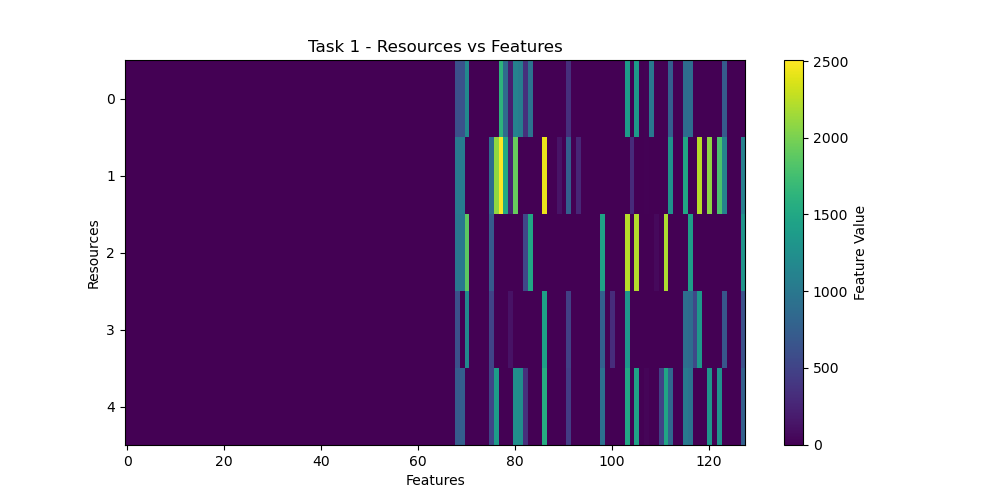 Task 1 - Resources vs Features
Resources
0
1
2
3
4
0 20 40 60 80 100 120
Features
2500
2000
1500
1000
500
0
Feature Value